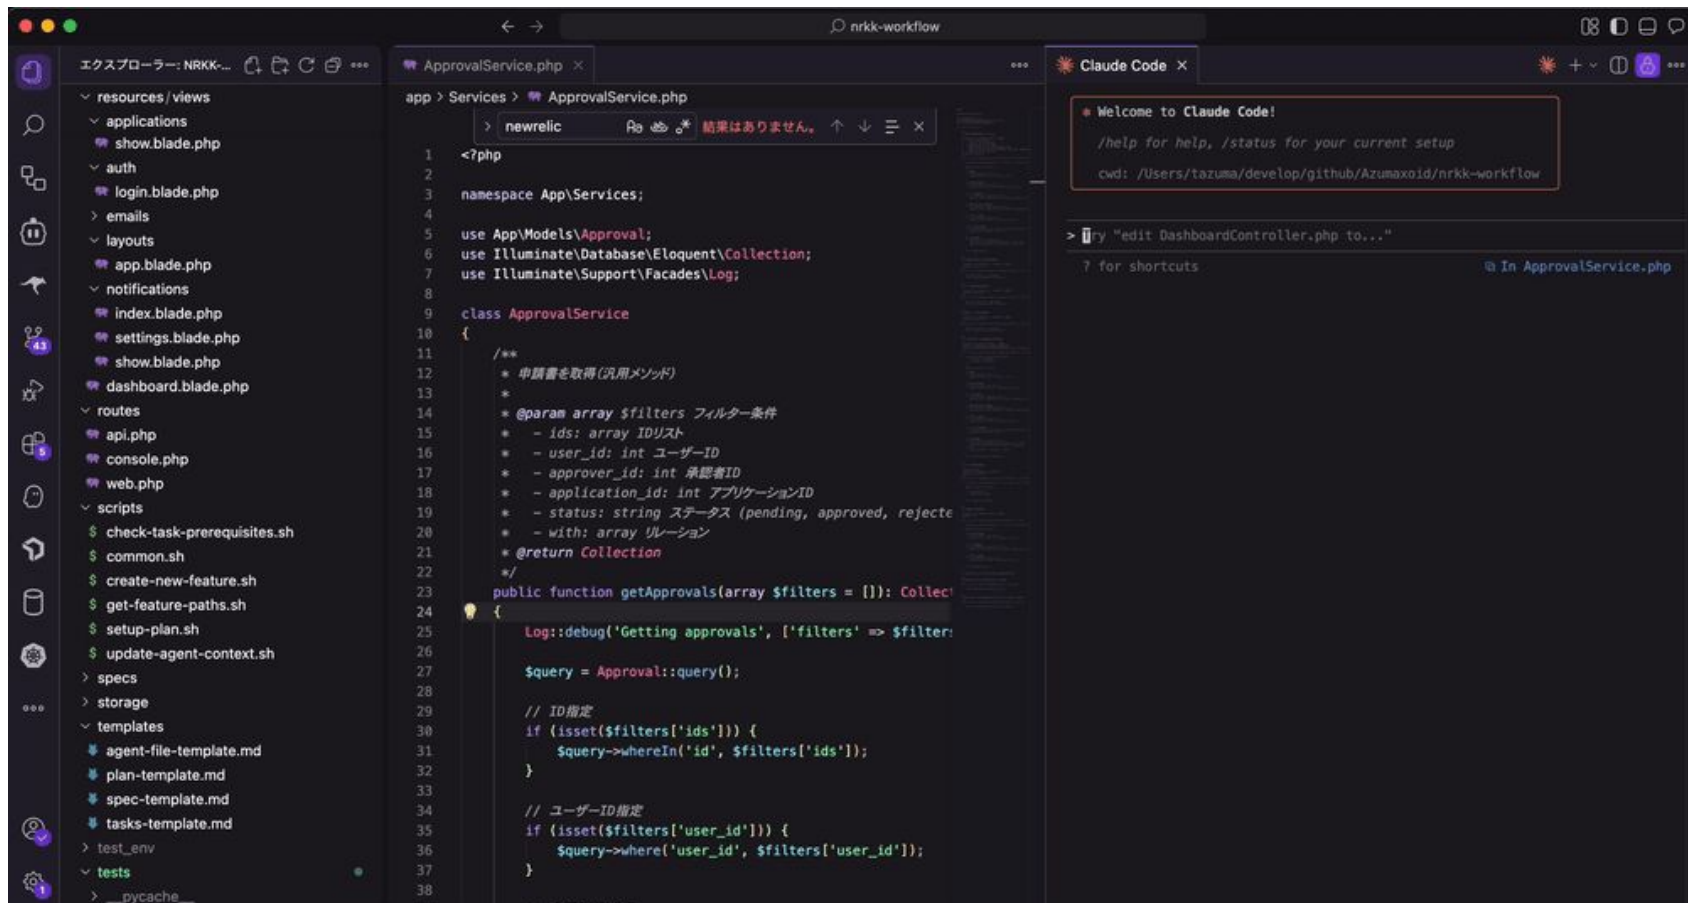 nrkk-workflow
エクスプローラー: NRKK-...
resources/views
applications
show.blade.php
auth
login.blade.php
emails
layouts
app.blade.php
notifications
index.blade.php
settings.blade.php
show.blade.php
dashboard.blade.php
routes
api.php
console.php
web.php
scripts
$ check-task-prerequisites.sh
$ common.sh
$ create-new-feature.sh
$ get-feature-paths.sh
$ setup-plan.sh
$ update-agent-context.sh
specs
storage
templates
agent-file-template.md
plan-template.md
spec-template.md
tasks-template.md
test_env
tests
__pycache__
43
5
1
ApprovalService.php
app > Services > ApprovalService.php
newrelic Aa ab .* 結果はありません。
1 <?php
2
3 namespace App\Services;
4
5 use App\Models\Approval;
6 use Illuminate\Database\Eloquent\Collection;
7 use Illuminate\Support\Facades\Log;
8
9 class ApprovalService
10 {
11 /**
12 * 申請書を取得(汎用メソッド)
13 *
14 * @param array $filters フィルター条件
15 * - ids: array IDリスト
16 * - user_id: int ユーザーID
17 * - approver_id: int 承認者ID
18 * - application_id: int アプリケーションID
19 * - status: string ステータス (pending, approved, rejecte
20 * - with: array リレーション
21 * @return Collection
22 */
23 public function getApprovals(array $filters = []): Collect
24 {
25 Log::debug('Getting approvals', ['filters' => $filters
26
27 $query = Approval::query();
28
29 // ID指定
30 if (isset($filters['ids'])) {
31 $query->whereIn('id', $filters['ids']);
32 }
33
34 // ユーザーID指定
35 if (isset($filters['user_id'])) {
36 $query->where('user_id', $filters['user_id']);
37 }
38
Claude Code
Welcome to Claude Code!
/help for help, /status for your current setup
cwd: /Users/tazuma/develop/github/Azumaxoid/nrkk-workflow
> Try "edit DashboardController.php to..."
? for shortcuts
In ApprovalService.php